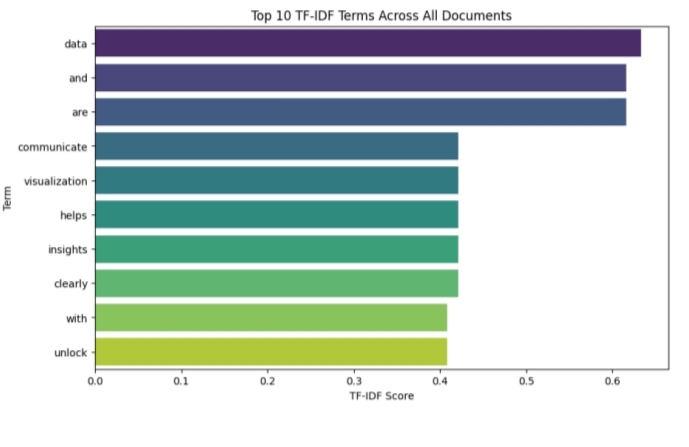 Top 10 TF-IDF Terms Across All Documents
data
and
are
communicate
visualization
helps
insights
clearly
with
unlock
Term
0.0 0.1 0.2 0.3 0.4 0.5 0.6
TF-IDF Score